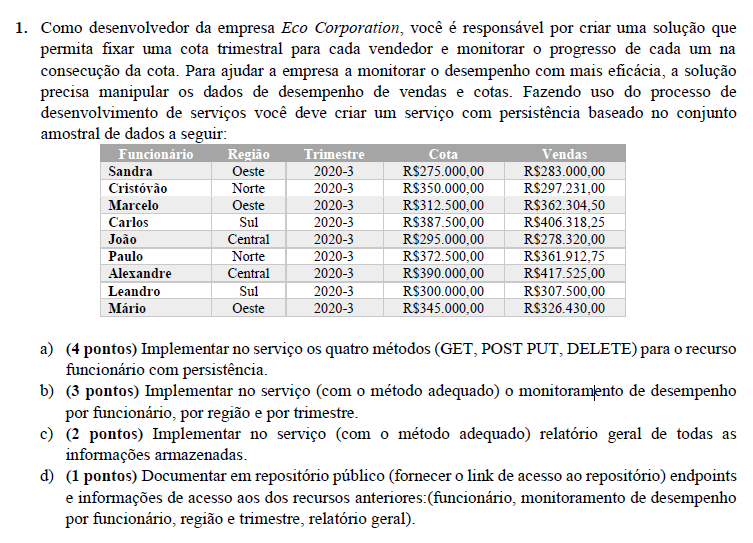 1. Como desenvolvedor da empresa Eco Corporation, você é responsável por criar uma solução que
permita fixar uma cota trimestral para cada vendedor e monitorar o progresso de cada um na
consecução da cota. Para ajudar a empresa a monitorar o desempenho com mais eficácia, a solução
precisa manipular os dados de desempenho de vendas e cotas. Fazendo uso do processo de
desenvolvimento de serviços você deve criar um serviço com persistência baseado no conjunto
amostral de dados a seguir:
Funcionário Região Trimestre Cota Vendas
Sandra Oeste 2020-3 R$275.000,00 R$283.000,00
Cristóvão Norte 2020-3 R$350.000,00 R$297.231,00
Marcelo Oeste 2020-3 R$312.500,00 R$362.304,50
Carlos Sul 2020-3 R$387.500,00 R$406.318,25
João Central 2020-3 R$295.000,00 R$278.320,00
Paulo Norte 2020-3 R$372.500,00 R$361.912,75
Alexandre Central 2020-3 R$390.000,00 R$417.525,00
Leandro Sul 2020-3 R$300.000,00 R$307.500,00
Mário Oeste 2020-3 R$345.000,00 R$326.430,00
a) (4 pontos) Implementar no serviço os quatro métodos (GET, POST PUT, DELETE) para o recurso
funcionário com persistência.
b) (3 pontos) Implementar no serviço (com o método adequado) o monitoramento de desempenho
por funcionário, por região e por trimestre.
c) (2 pontos) Implementar no serviço (com o método adequado) relatório geral de todas as
informações armazenadas.
d) (1 pontos) Documentar em repositório público (fornecer o link de acesso ao repositório) endpoints
e informações de acesso aos dos recursos anteriores:(funcionário, monitoramento de desempenho
por funcionário, região e trimestre, relatório geral).